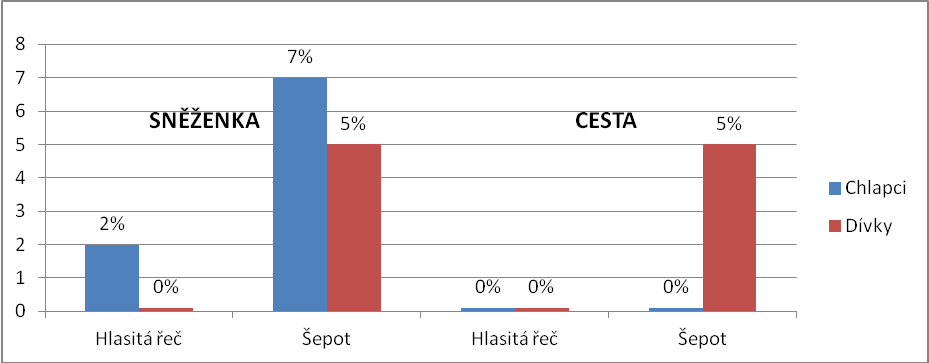 8
7
6
5
4
3
2
1
0
SNĚŽENKA
CESTA
2%
0%
7%
5%
0%
0%
0%
5%
Hlasitá řeč
Šepot
Hlasitá řeč
Šepot
Chlapci
Dívky